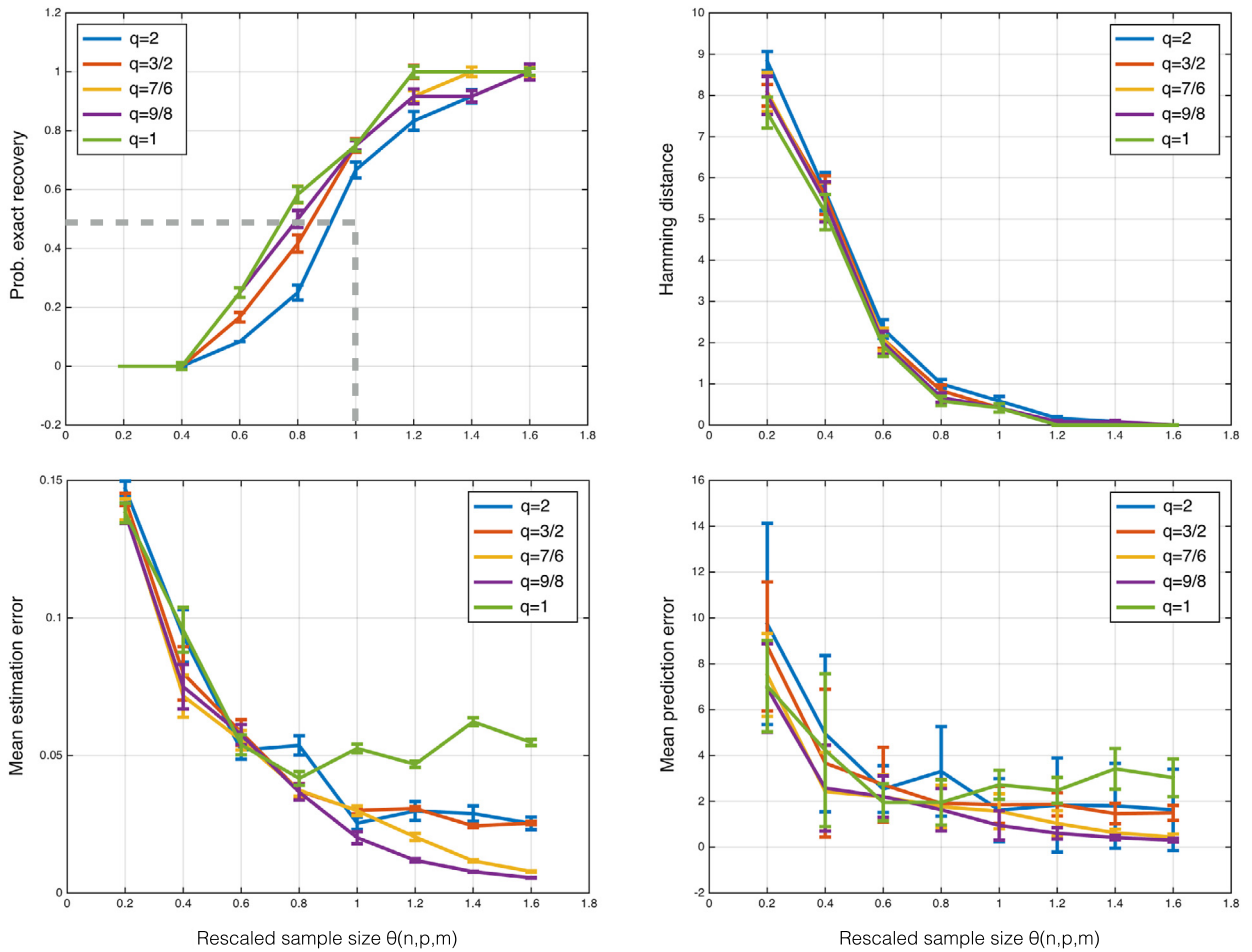 Prob. exact recovery
1.2
1
0.8
0.6
0.4
0.2
0
-0.2
0 0.2 0.4 0.6 0.8 1 1.2 1.4 1.6 1.8
q=2
q=3/2
q=7/6
q=9/8
q=1
Hamming distance
10
9
8
7
6
5
4
3
2
1
0
0 0.2 0.4 0.6 0.8 1 1.2 1.4 1.6 1.8
q=2
q=3/2
q=7/6
q=9/8
q=1
Mean estimation error
0.15
0.1
0.05
0
0 0.2 0.4 0.6 0.8 1 1.2 1.4 1.6 1.8
q=2
q=3/2
q=7/6
q=9/8
q=1
Rescaled sample size θ(n,p,m)
Mean prediction error
16
14
12
10
8
6
4
2
0
-2
0 0.2 0.4 0.6 0.8 1 1.2 1.4 1.6 1.8
q=2
q=3/2
q=7/6
q=9/8
q=1
Rescaled sample size θ(n,p,m)